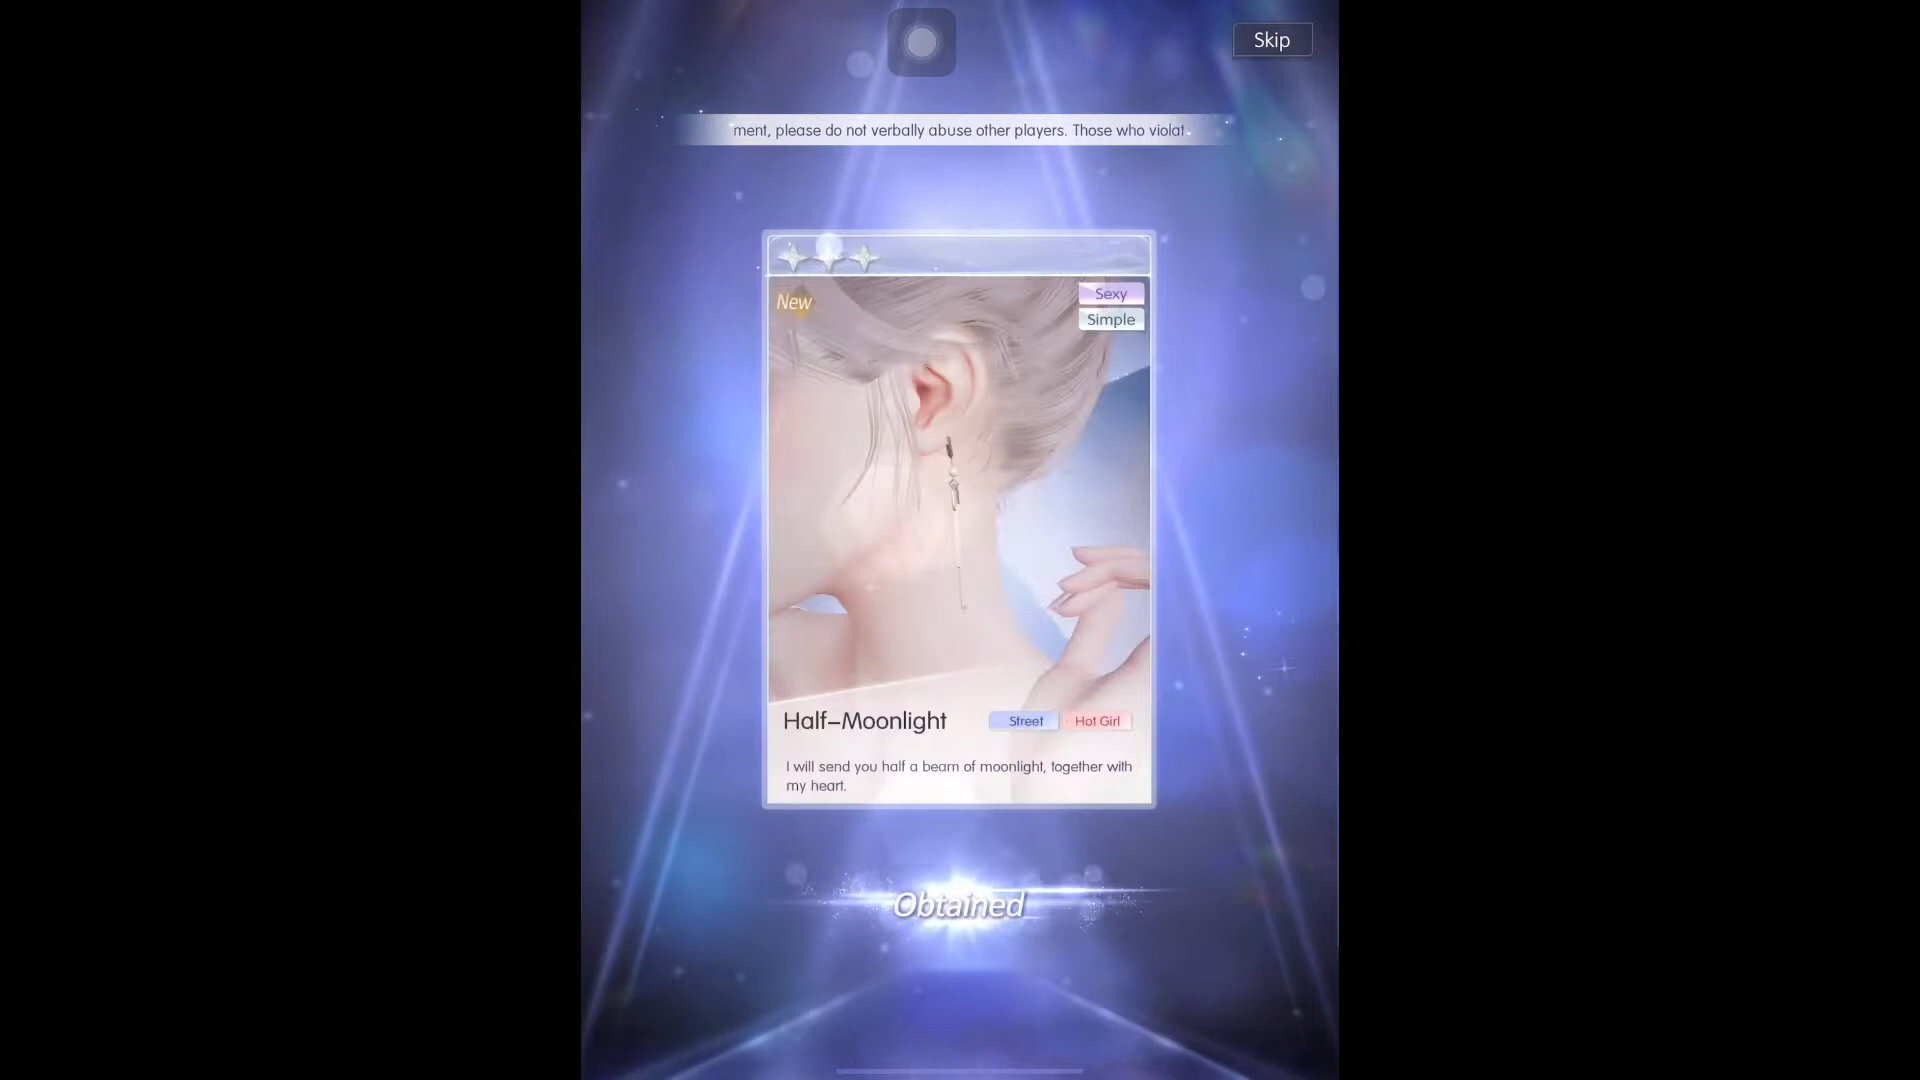 Skip
ment, please do not verbally abuse other players. Those who violat
New
Sexy
Simple
Half-Moonlight
Street
Hot Girl
I will send you half a beam of moonlight, together with
my heart.
Obtained